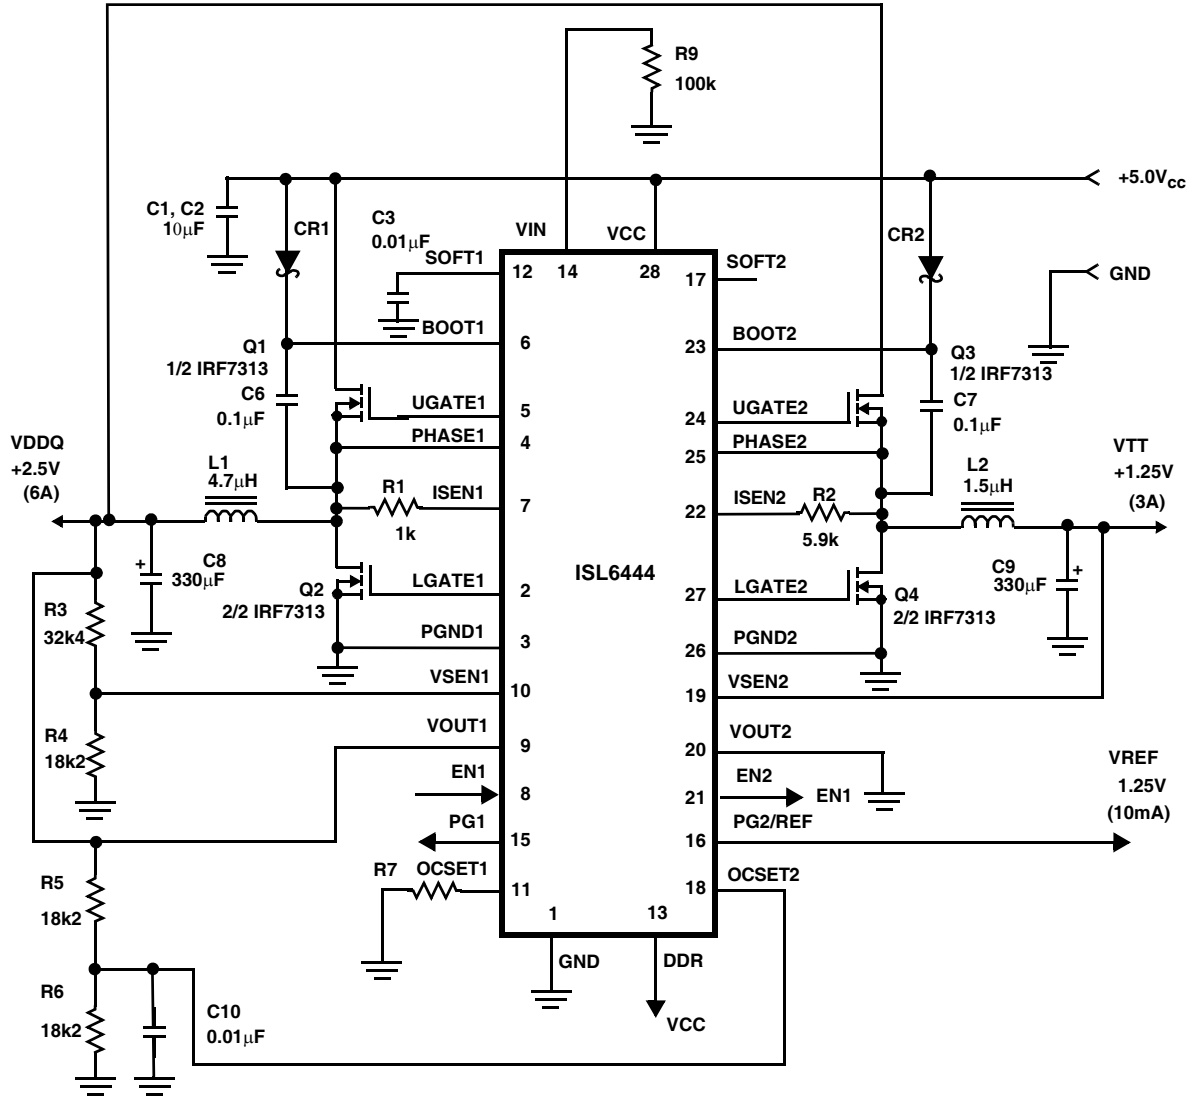 R9
100k
+5.0Vcc
C1, C2
10µF
CR1
C3
0.01µF
VIN
VCC
CR2
SOFT1
12
14
28
17
SOFT2
GND
BOOT1
6
23
BOOT2
Q1
1/2 IRF7313
Q3
1/2 IRF7313
C6
0.1µF
UGATE1
5
24
UGATE2
C7
0.1µF
PHASE1
4
25
PHASE2
VDDQ
+2.5V
(6A)
L1
4.7µH
R1
1k
ISEN1
7
22
ISEN2
R2
5.9k
L2
1.5µH
VTT
+1.25V
(3A)
+
C8
330µF
ISL6444
C9
330µF
+
Q2
2/2 IRF7313
LGATE1
2
27
LGATE2
Q4
2/2 IRF7313
R3
32k4
PGND1
3
26
PGND2
VSEN1
10
19
VSEN2
R4
18k2
VOUT1
9
20
VOUT2
EN1
8
21
EN2
EN1
VREF
1.25V
(10mA)
PG1
15
16
PG2/REF
R7
OCSET1
11
18
OCSET2
R5
18k2
1
13
GND
DDR
VCC
R6
18k2
C10
0.01µF